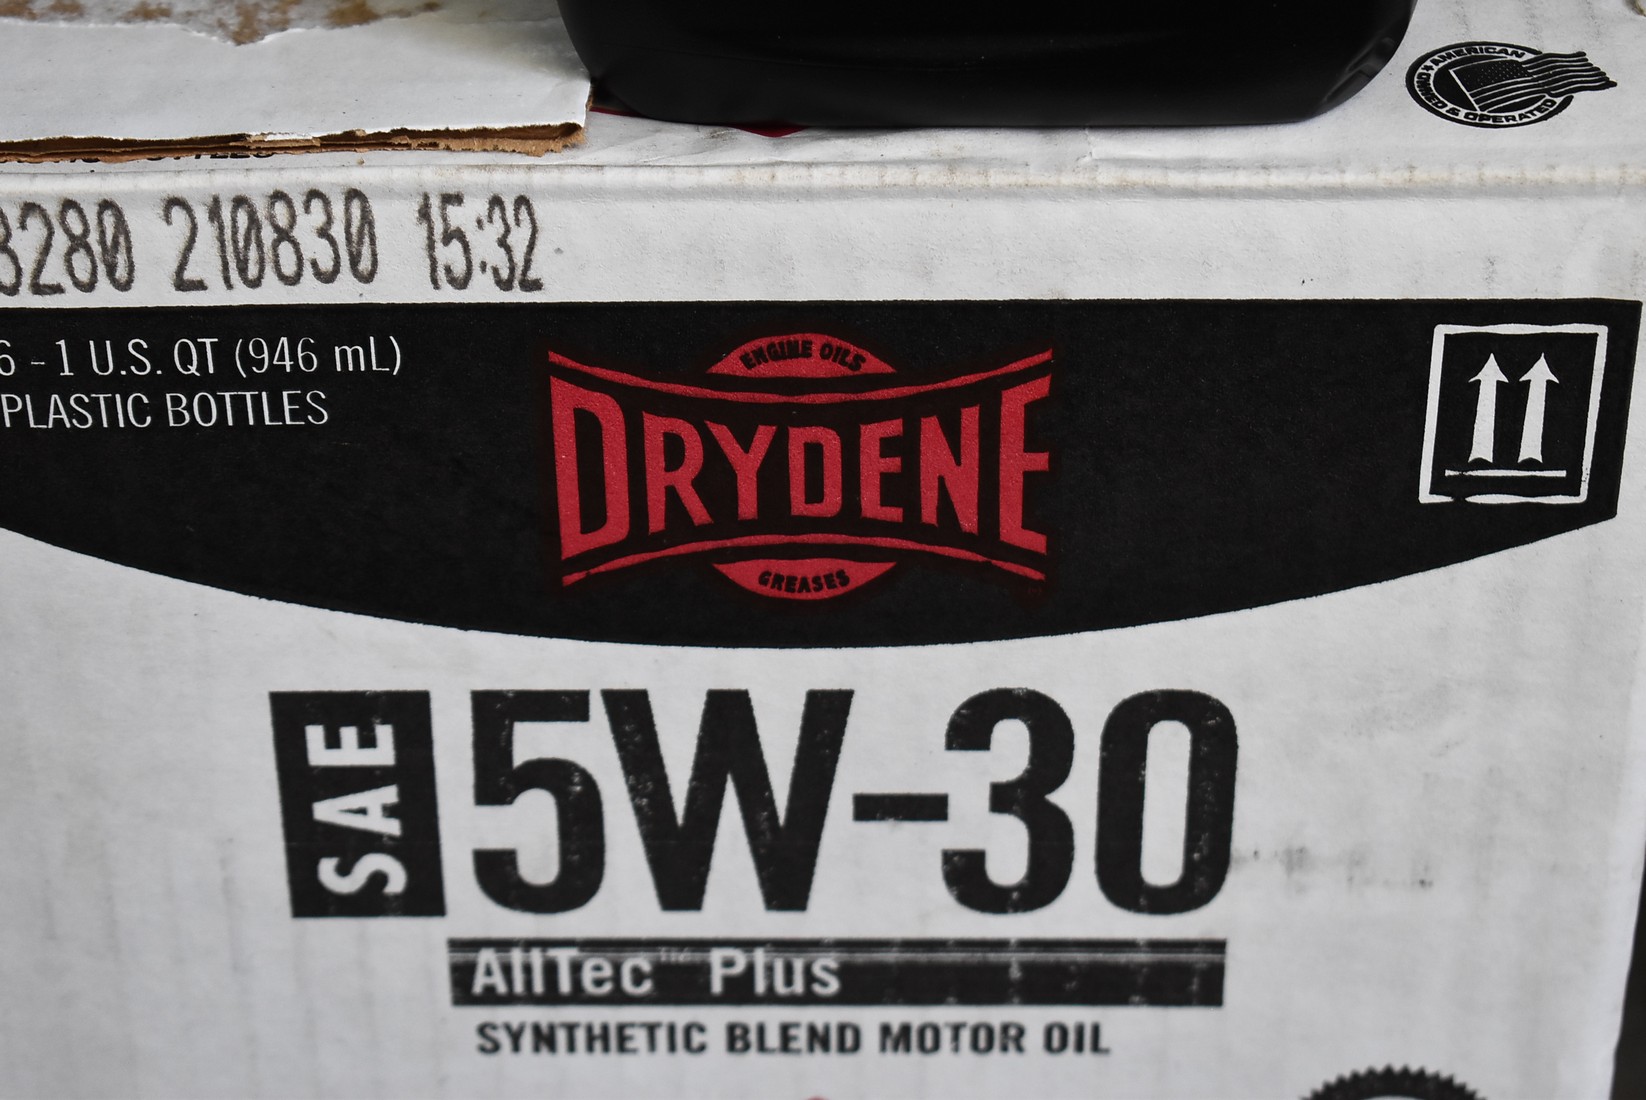 AMERICAN
OWNED
& OPERATED
3280 210830 15:32
6 - 1 U.S. QT (946 mL)
PLASTIC BOTTLES
ENGINE OILS
DRYDENE
GREASES
SAE
5W-30
AllTec™ Plus
SYNTHETIC BLEND MOTOR OIL